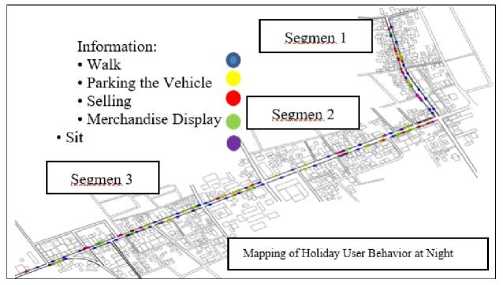 Information:
• Walk
• Parking the Vehicle
• Selling
• Merchandise Display
• Sit
Segmen 1
Segmen 2
Segmen 3
Mapping of Holiday User Behavior at Night